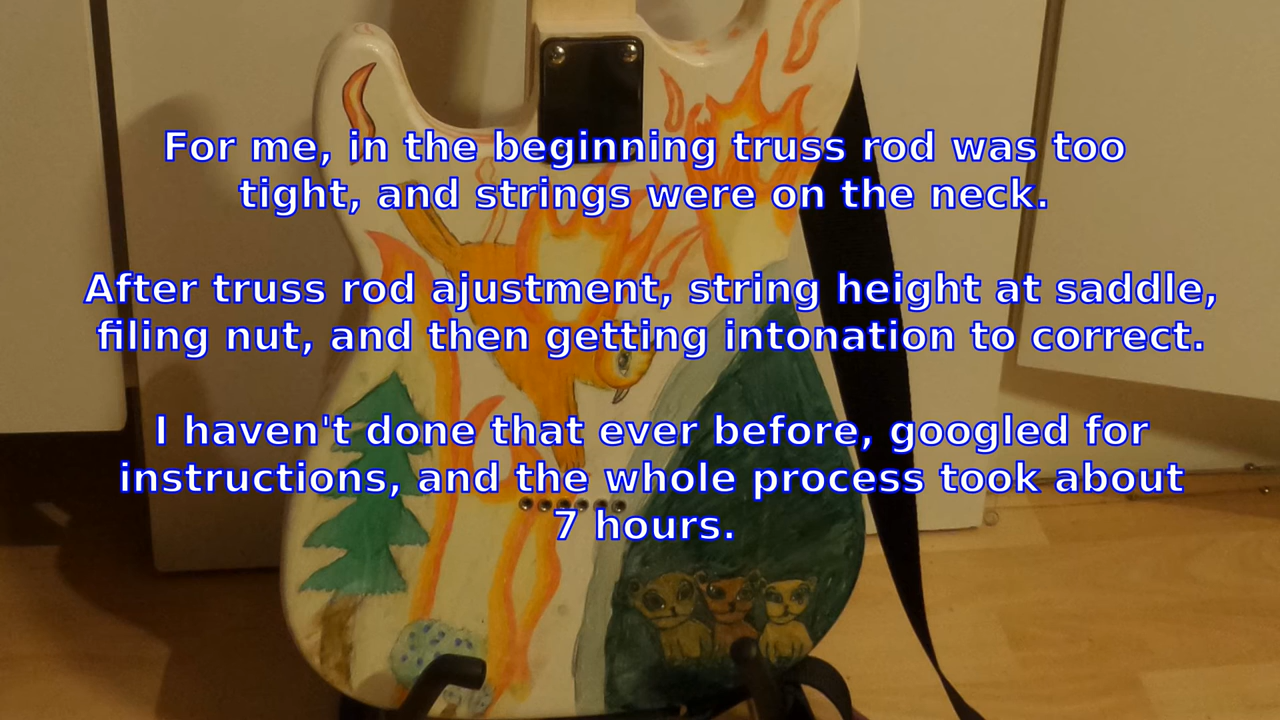 For me, in the beginning truss rod was too
tight, and strings were on the neck.
After truss rod ajustment, string height at saddle,
filing nut, and then getting intonation to correct.
I haven't done that ever before, googled for
instructions, and the whole process took about
7 hours.